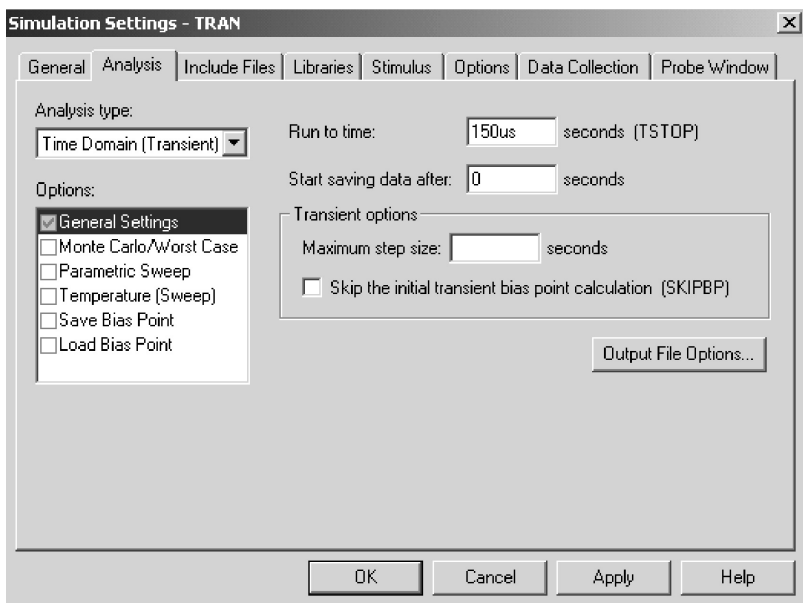 Simulation Settings - TRAN
General Analysis Include Files Libraries Stimulus Options Data Collection Probe Window
Analysis type:
Time Domain (Transient)
Options:
General Settings
Monte Carlo/Worst Case
Parametric Sweep
Temperature (Sweep)
Save Bias Point
Load Bias Point
Run to time: 150us seconds (TSTOP)
Start saving data after: 0 seconds
Transient options
Maximum step size: seconds
Skip the initial transient bias point calculation (SKIPBP)
Output File Options...
OK Cancel Apply Help